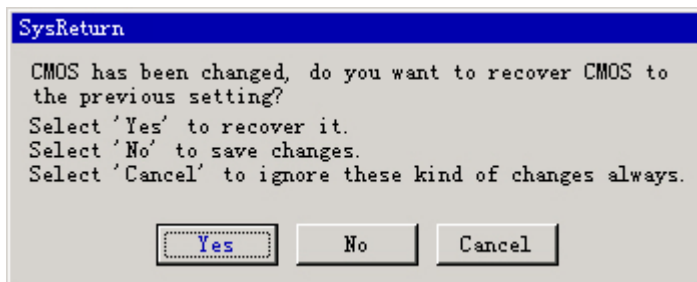 SysReturn
CMOS has been changed, do you want to recover CMOS to
the previous setting?
Select 'Yes' to recover it.
Select 'No' to save changes.
Select 'Cancel' to ignore these kind of changes always.
Yes No Cancel